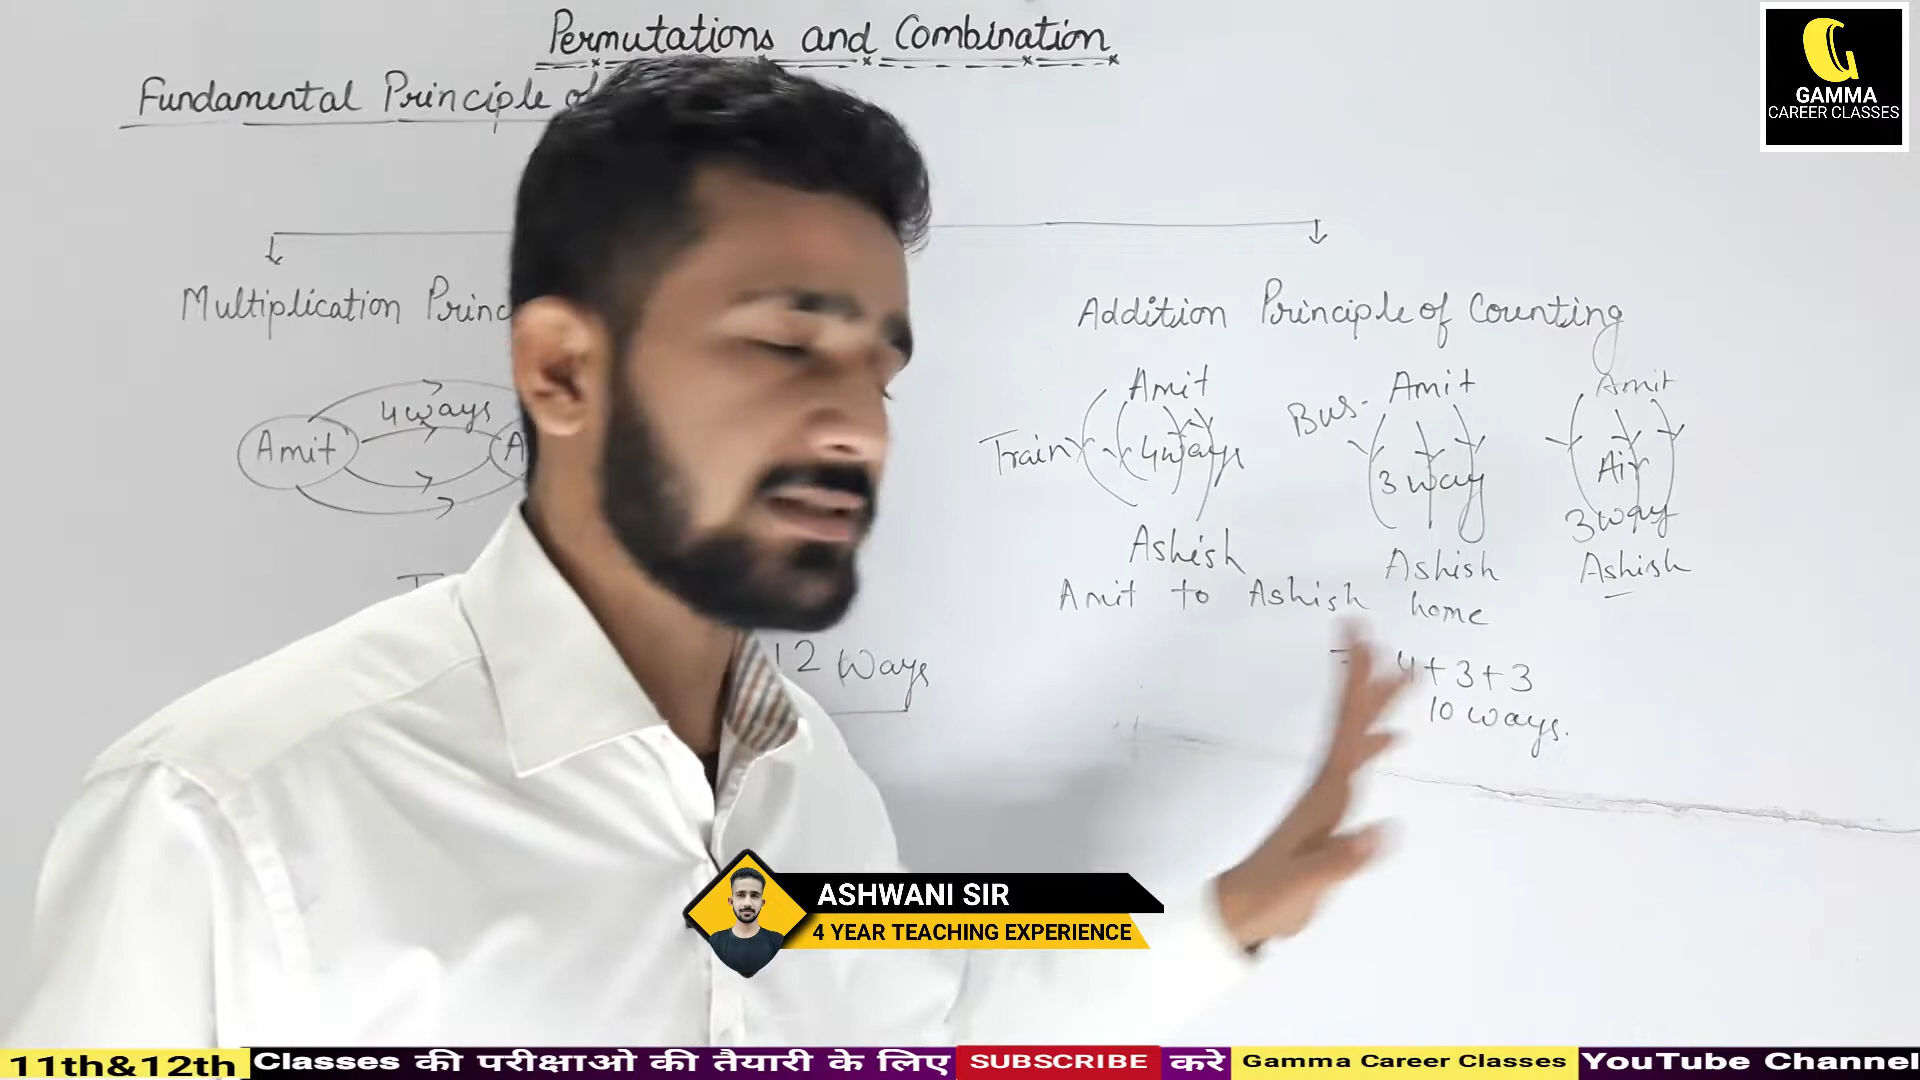 Permutations and Combination
Fundamental Principle of
GAMMA
CAREER CLASSES
Multiplication Princ
Amit
4 ways
A
12 Ways
Addition Principle of Counting
Train
Amit
4 ways
Ashish
Bus-
Amit
3 way
Ashish
Amit
Air
3 way
Ashish
Amit to Ashish home
= 4+3+3
10 ways.
ASHWANI SIR
4 YEAR TEACHING EXPERIENCE
11th&12th Classes की परीक्षाओ की तैयारी के लिए SUBSCRIBE करे Gamma Career Classes YouTube Channel